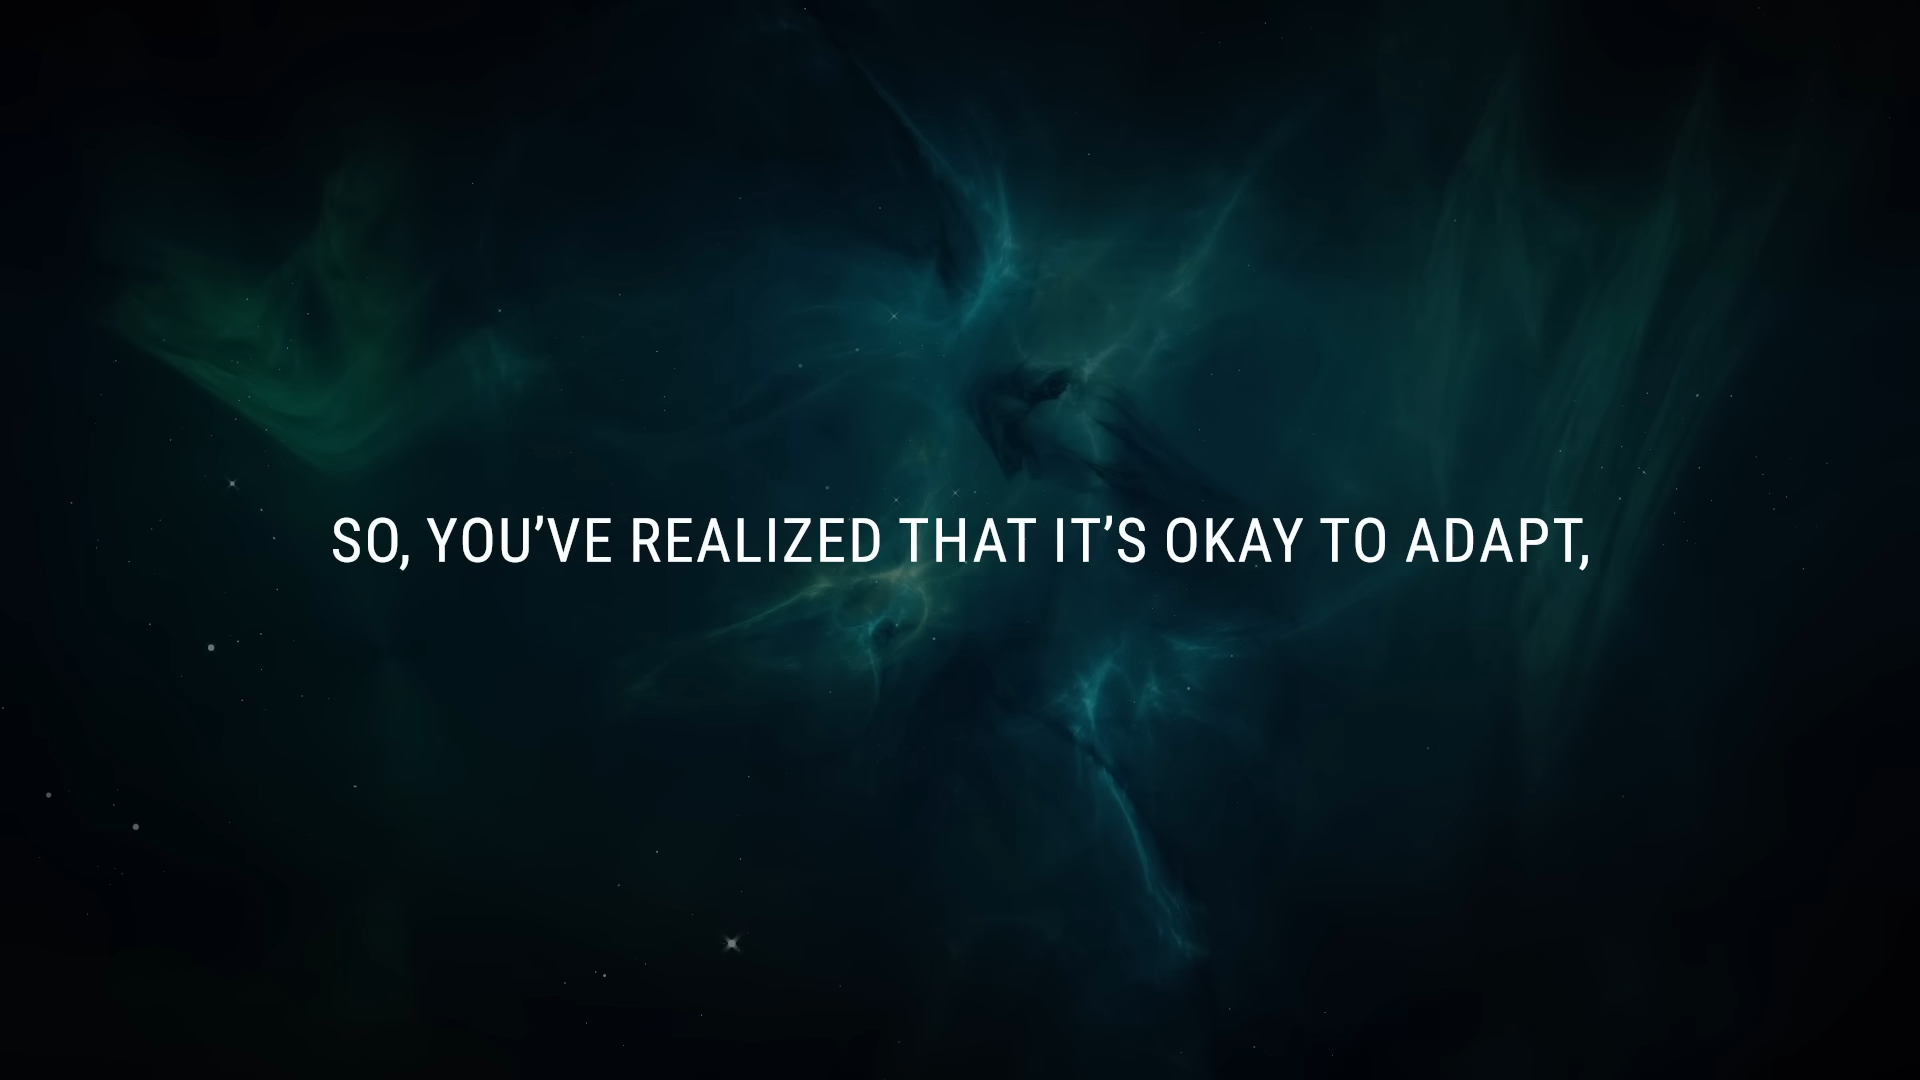 SO, YOU’VE REALIZED THAT IT’S OKAY TO ADAPT,